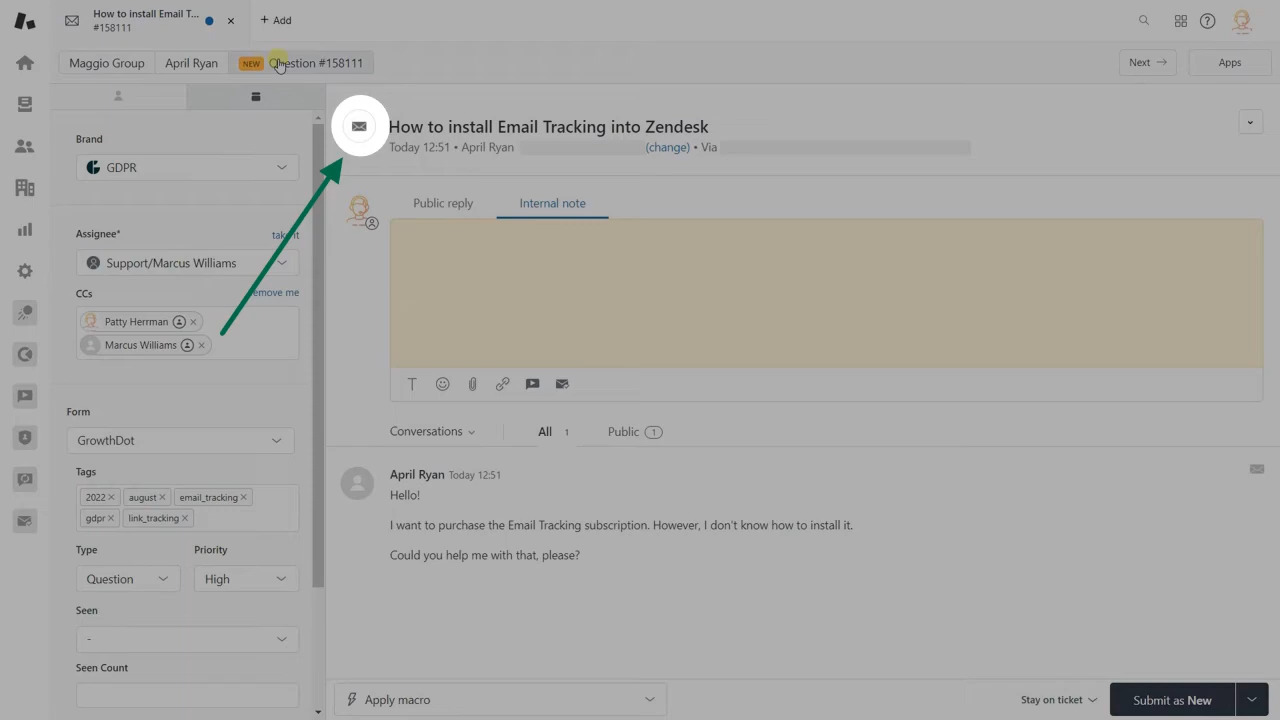 How to install Email T...
#158111
+ Add
Maggio Group
April Ryan
NEW Question #158111
Next
Apps
How to install Email Tracking into Zendesk
Today 12:51 • April Ryan (change) • Via
Brand
GDPR
Public reply
Internal note
Assignee*
take it
Support/Marcus Williams
CCs
remove me
Patty Herrman
Marcus Williams
Form
GrowthDot
Conversations
All 1
Public 1
Tags
2022 august email_tracking
gdpr link_tracking
April Ryan Today 12:51
Hello!
I want to purchase the Email Tracking subscription. However, I don't know how to install it.
Could you help me with that, please?
Type
Priority
Question
High
Seen
-
Seen Count
Apply macro
Stay on ticket
Submit as New